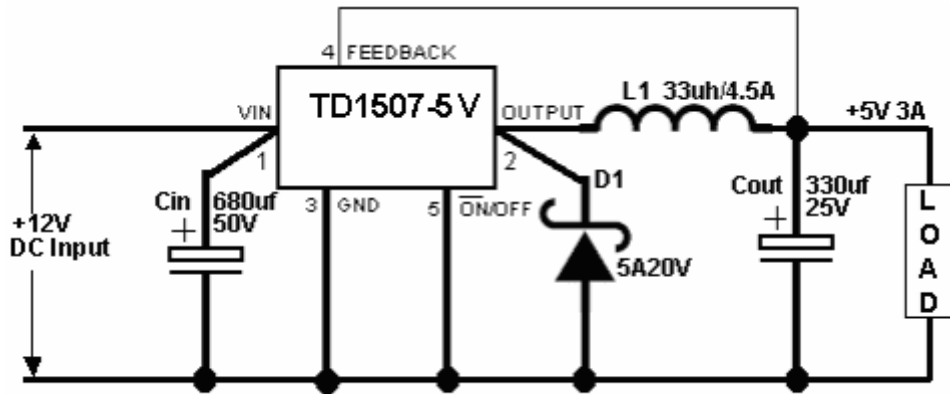 4 FEEDBACK
TD1507-5V
VIN
OUTPUT
L1 33uh/4.5A
+5V 3A
1
2
D1
Cin
680uf
50V
+
3 GND
5 ON/OFF
Cout
330uf
25V
+
+12V
DC Input
5A20V
LOAD